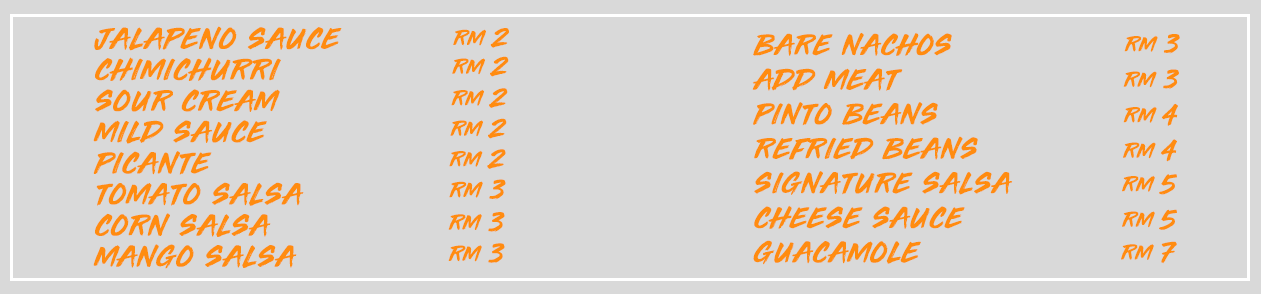 JALAPENO SAUCE RM 2
CHIMICHURRI RM 2
SOUR CREAM RM 2
MILD SAUCE RM 2
PICANTE RM 2
TOMATO SALSA RM 3
CORN SALSA RM 3
MANGO SALSA RM 3
BARE NACHOS RM 3
ADD MEAT RM 3
PINTO BEANS RM 4
REFRIED BEANS RM 4
SIGNATURE SALSA RM 5
CHEESE SAUCE RM 5
GUACAMOLE RM 7